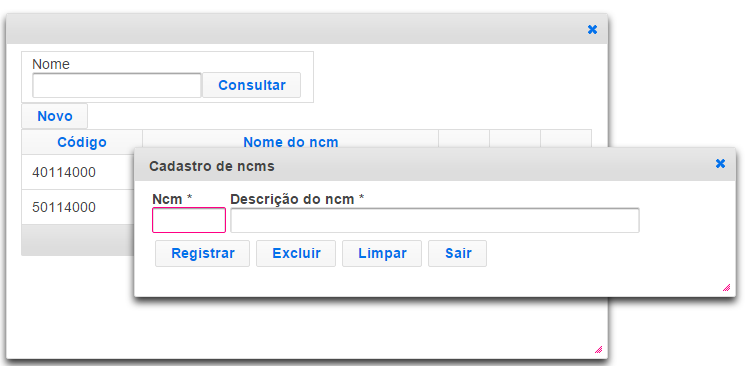 Nome
Consultar
Novo
Código Nome do ncm
40114000
50114000
Cadastro de ncms
Ncm * Descrição do ncm *
Registrar Excluir Limpar Sair